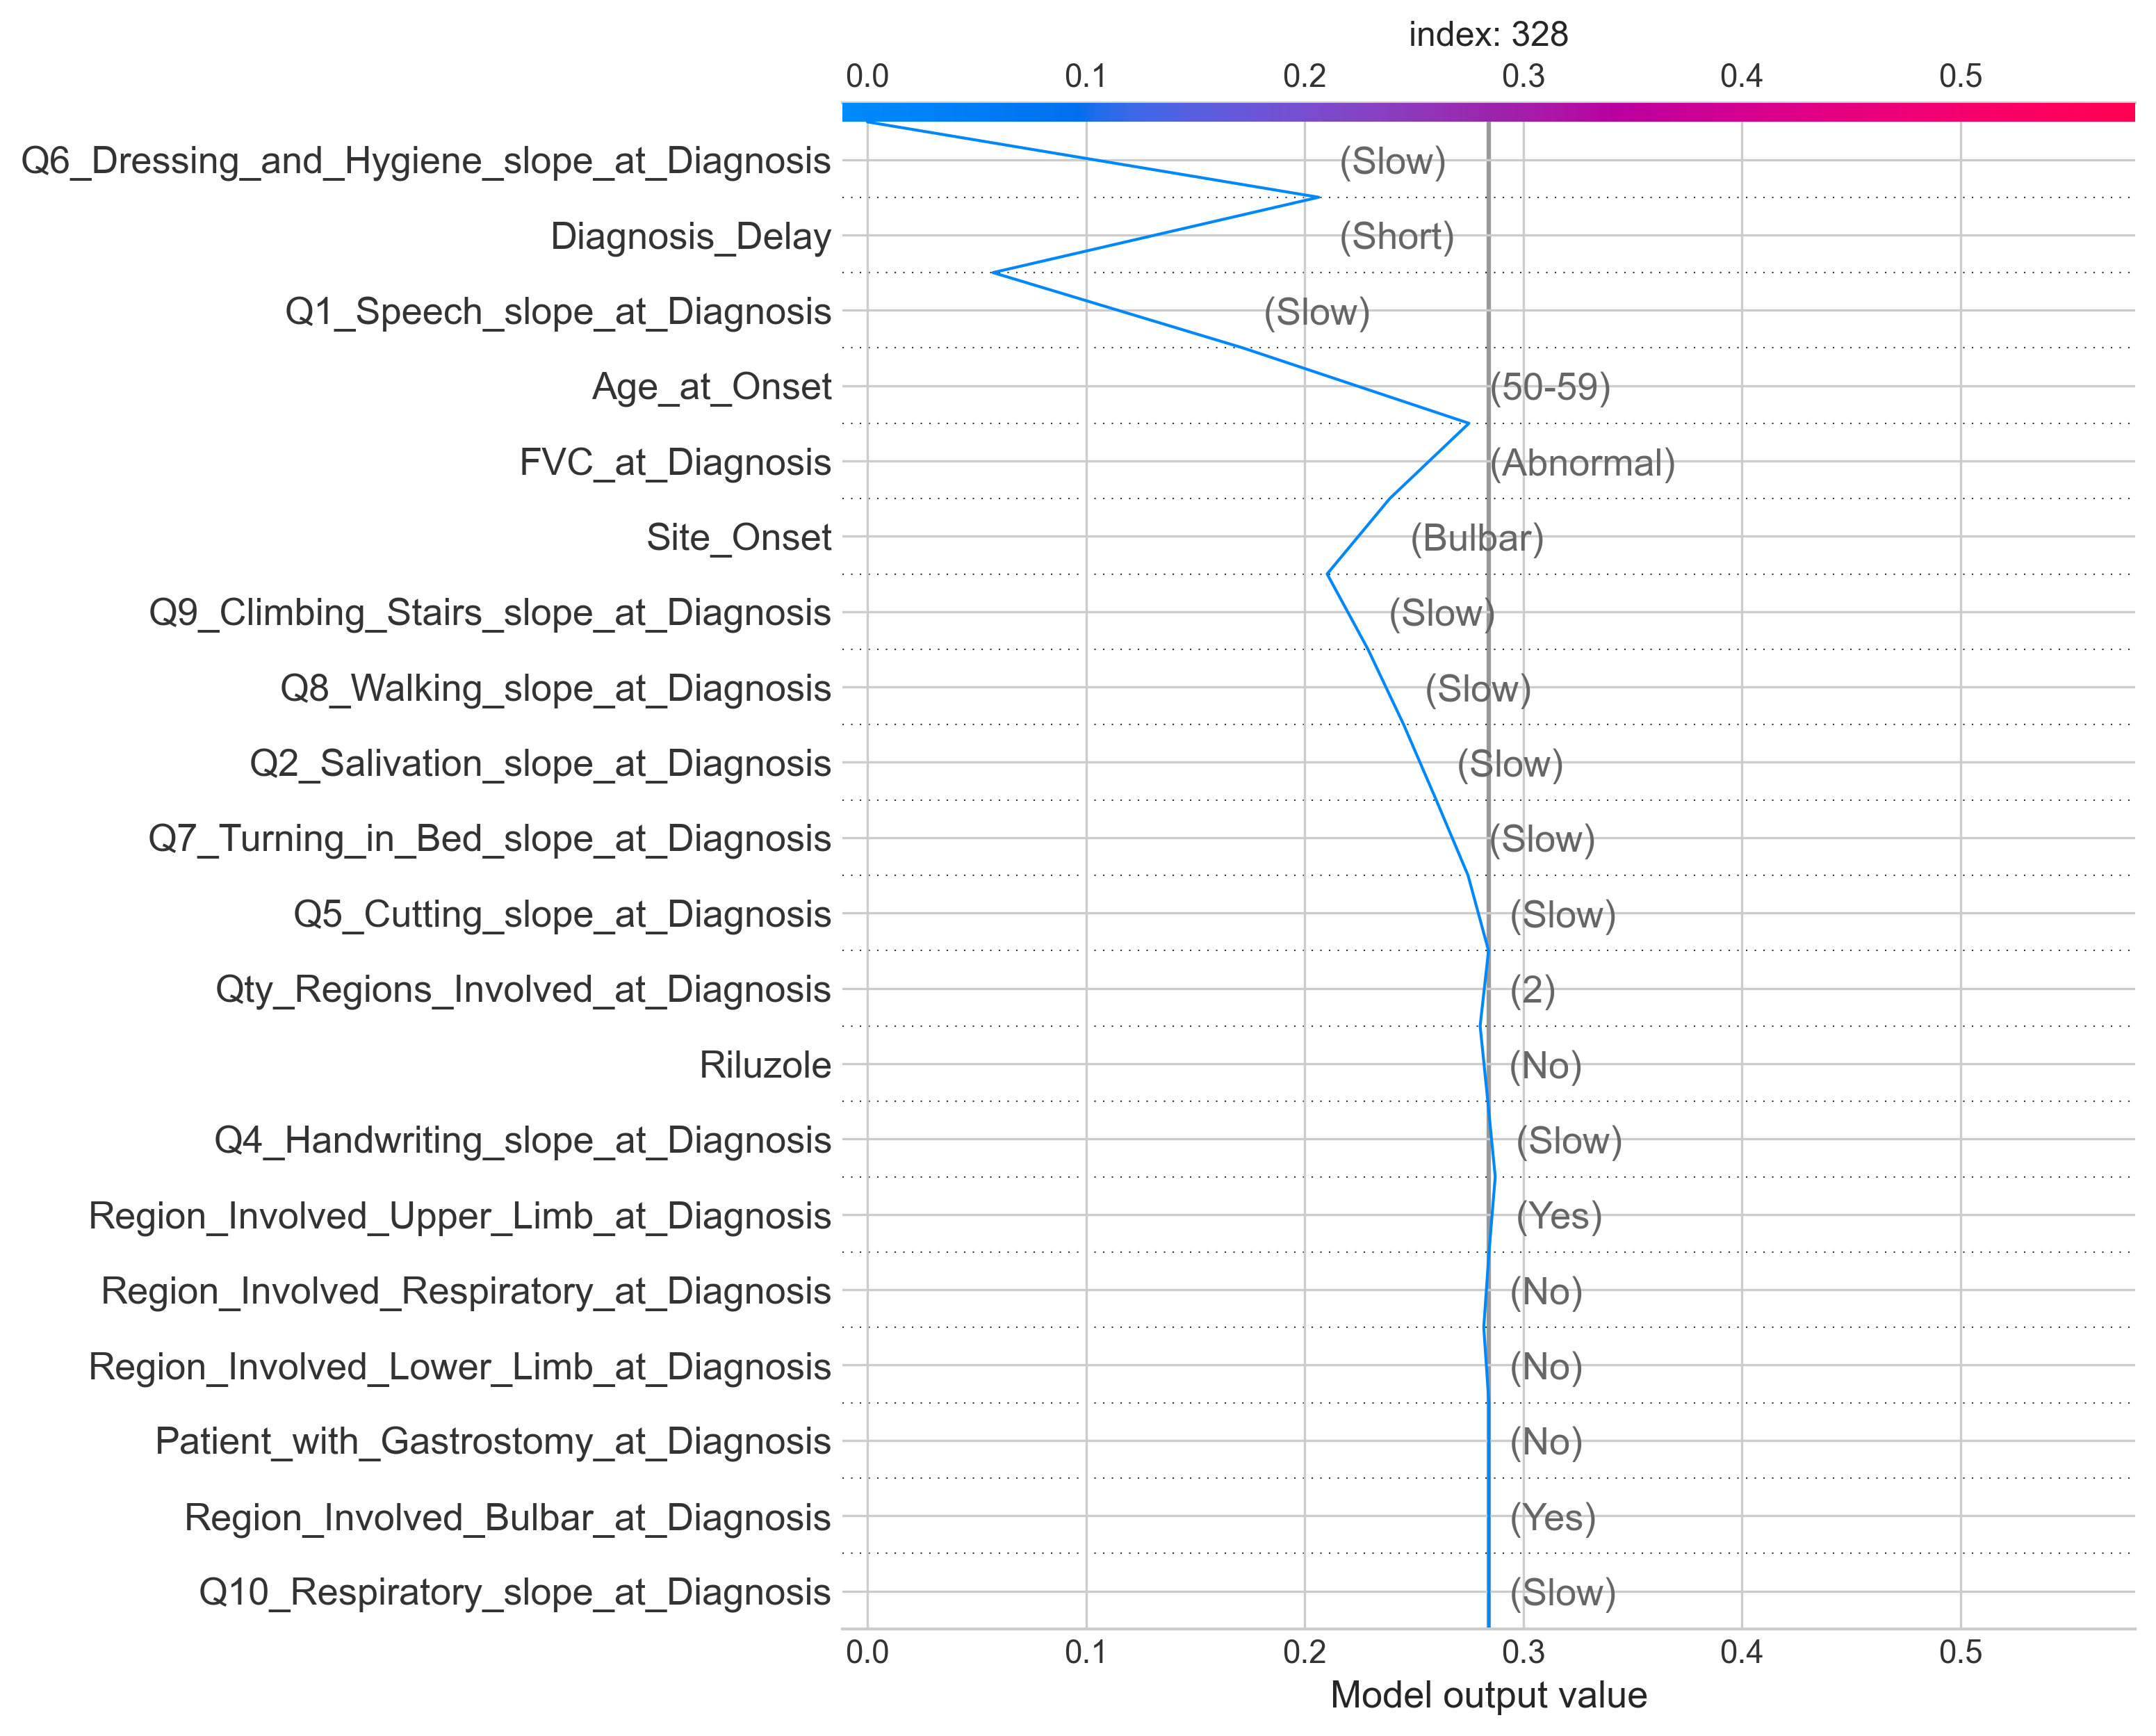 index: 328
0.0 0.1 0.2 0.3 0.4 0.5
Q6_Dressing_and_Hygiene_slope_at_Diagnosis (Slow)
Diagnosis_Delay (Short)
Q1_Speech_slope_at_Diagnosis (Slow)
Age_at_Onset (50-59)
FVC_at_Diagnosis (Abnormal)
Site_Onset (Bulbar)
Q9_Climbing_Stairs_slope_at_Diagnosis (Slow)
Q8_Walking_slope_at_Diagnosis (Slow)
Q2_Salivation_slope_at_Diagnosis (Slow)
Q7_Turning_in_Bed_slope_at_Diagnosis (Slow)
Q5_Cutting_slope_at_Diagnosis (Slow)
Qty_Regions_Involved_at_Diagnosis (2)
Riluzole (No)
Q4_Handwriting_slope_at_Diagnosis (Slow)
Region_Involved_Upper_Limb_at_Diagnosis (Yes)
Region_Involved_Respiratory_at_Diagnosis (No)
Region_Involved_Lower_Limb_at_Diagnosis (No)
Patient_with_Gastrostomy_at_Diagnosis (No)
Region_Involved_Bulbar_at_Diagnosis (Yes)
Q10_Respiratory_slope_at_Diagnosis (Slow)
0.0 0.1 0.2 0.3 0.4 0.5
Model output value